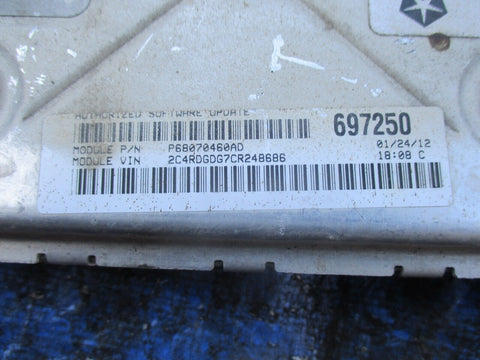 AUTHORIZED SOFTWARE UPDATE
697250
MODULE P/N P68070460AD 01/24/12
MODULE VIN 2C4RDGDG7CR248686 18:08 C